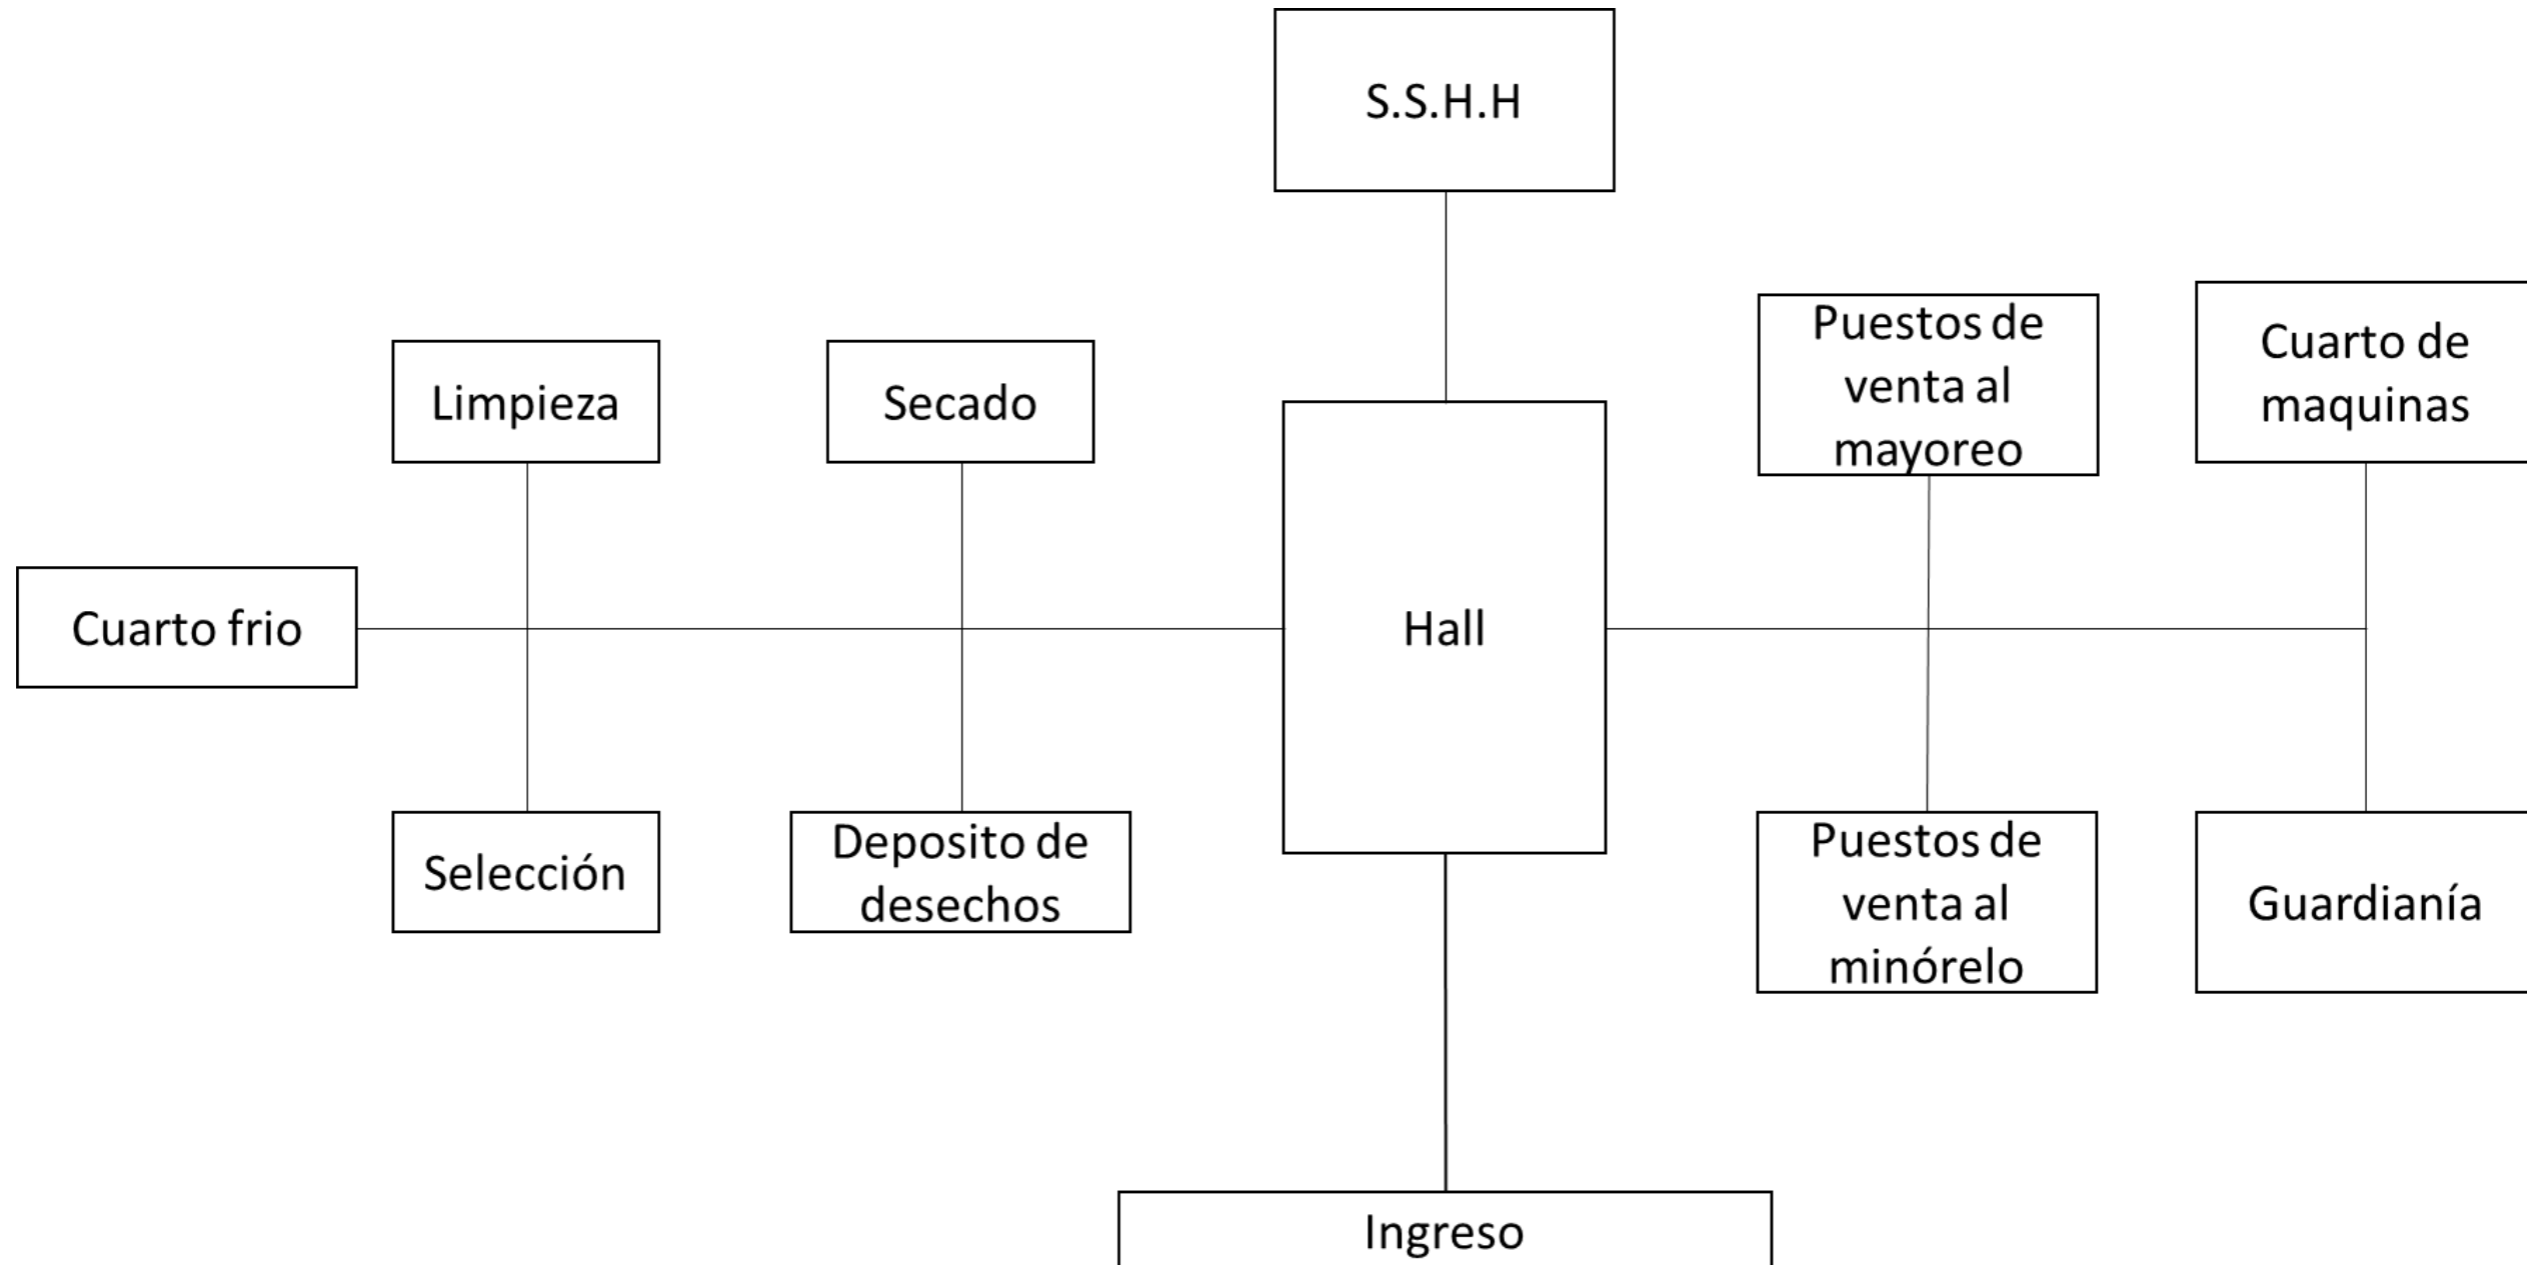 S.S.H.H
Puestos de
venta al
mayoreo
Cuarto de
maquinas
Limpieza
Secado
Cuarto frio
Hall
Selección
Deposito de
desechos
Puestos de
venta al
minórelo
Guardianía
Ingreso